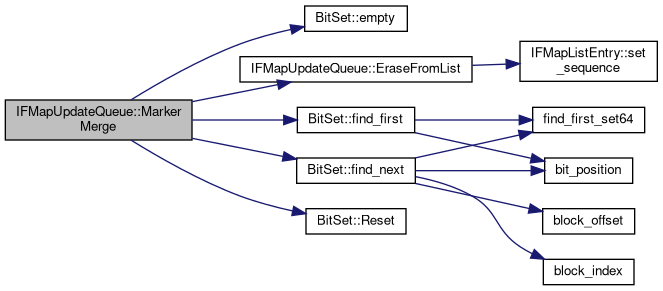 BitSet::empty
IFMapUpdateQueue::EraseFromList
IFMapListEntry::set
_sequence
IFMapUpdateQueue::Marker
Merge
BitSet::find_first
find_first_set64
BitSet::find_next
bit_position
BitSet::Reset
block_offset
block_index